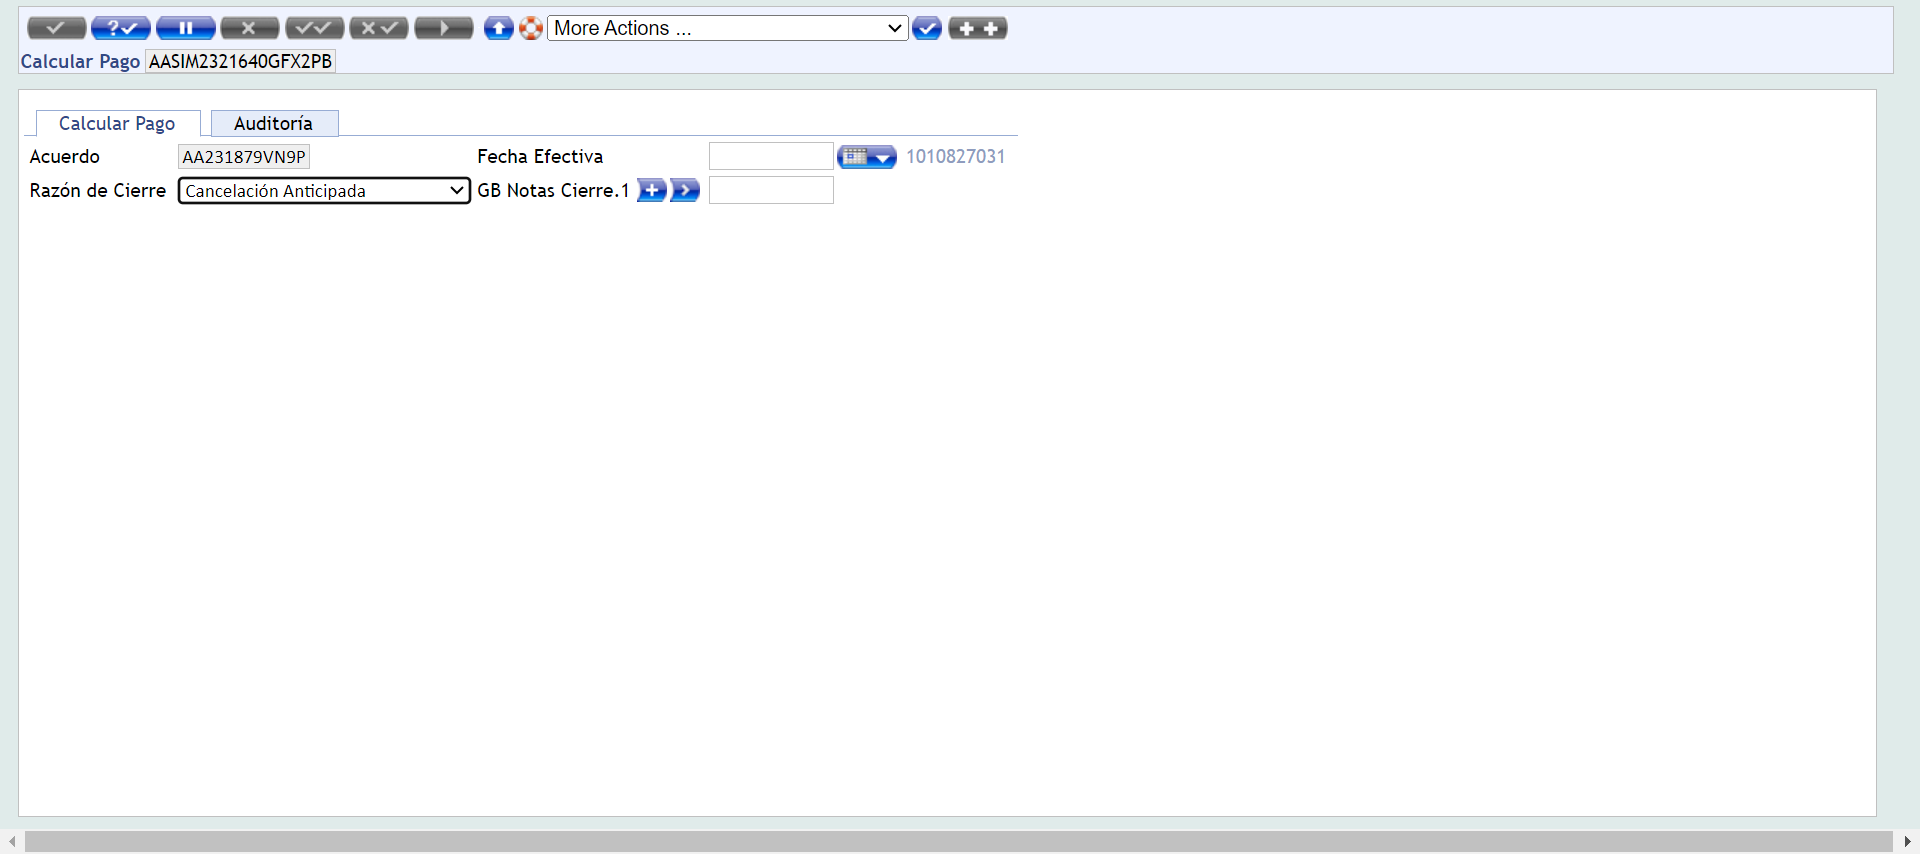 More Actions ...
Calcular Pago AASIM2321640GFX2PB
Calcular Pago Auditoría
Acuerdo AA231879VN9P Fecha Efectiva 1010827031
Razón de Cierre Cancelación Anticipada GB Notas Cierre.1